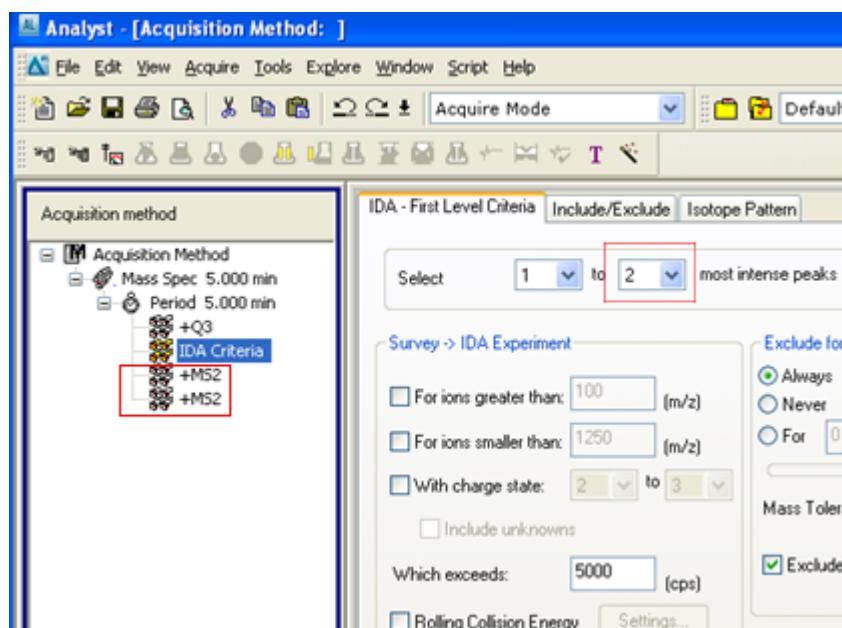 Analyst - [Acquisition Method: ]
File Edit View Acquire Tools Explore Window Script Help
Acquire Mode
T
Acquisition method
Acquisition Method
Mass Spec 5.000 min
Period 5.000 min
+Q3
IDA Criteria
+MS2
+MS2
IDA - First Level Criteria Include/Exclude Isotope Pattern
Select 1 to 2 most intense peaks
Survey -> IDA Experiment
For ions greater than: 100 (m/z)
For ions smaller than: 1250 (m/z)
With charge state: 2 to 3
Include unknowns
Which exceeds: 5000 (cps)
Rolling Collision Energy Settings...
Exclude fo
Always
Never
For 0
Mass Toler
Exclude